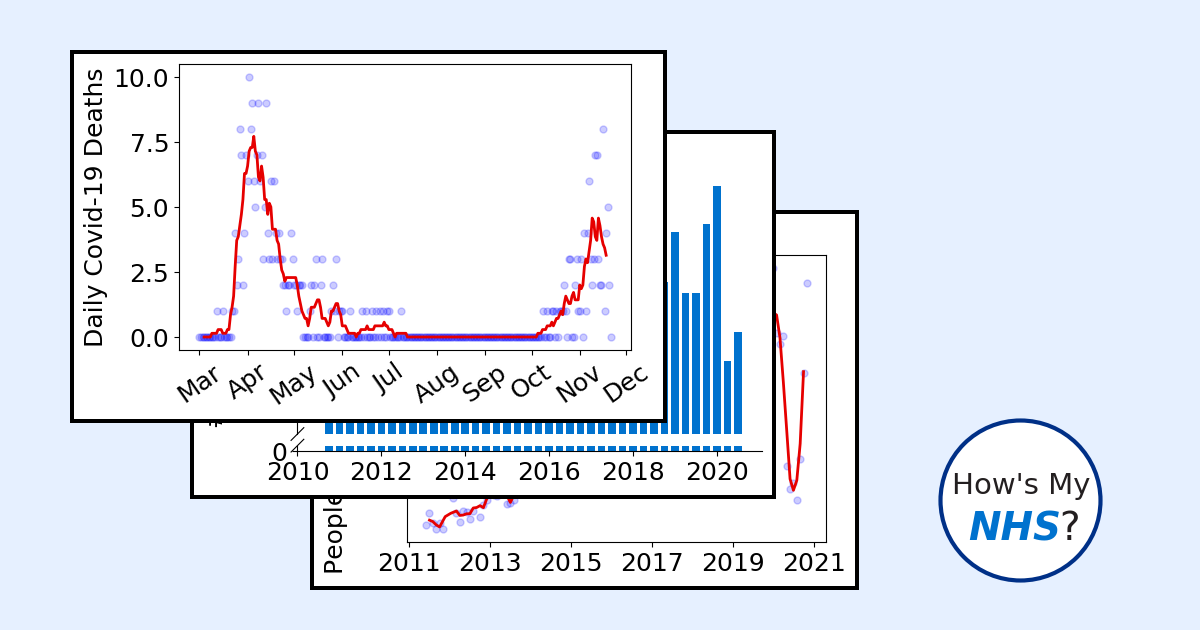 Daily Covid-19 Deaths
10.0
7.5
5.0
2.5
0.0
Mar Apr May Jun Jul Aug Sep Oct Nov Dec
0
2010 2012 2014 2016 2018 2020
People
2011 2013 2015 2017 2019 2021
How's My
NHS?